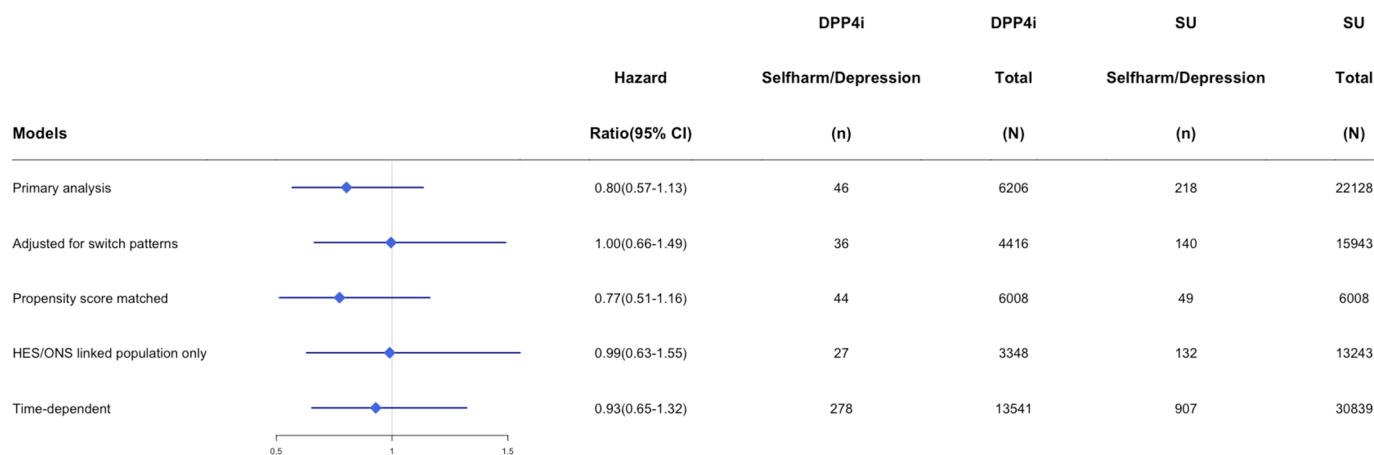 DPP4i DPP4i SU SU
Hazard Selfharm/Depression Total Selfharm/Depression Total
Models Ratio(95% CI) (n) (N) (n) (N)
Primary analysis 0.80(0.57-1.13) 46 6206 218 22128
Adjusted for switch patterns 1.00(0.66-1.49) 36 4416 140 15943
Propensity score matched 0.77(0.51-1.16) 44 6008 49 6008
HES/ONS linked population only 0.99(0.63-1.55) 27 3348 132 13243
Time-dependent 0.93(0.65-1.32) 278 13541 907 30839
0.5 1 1.5